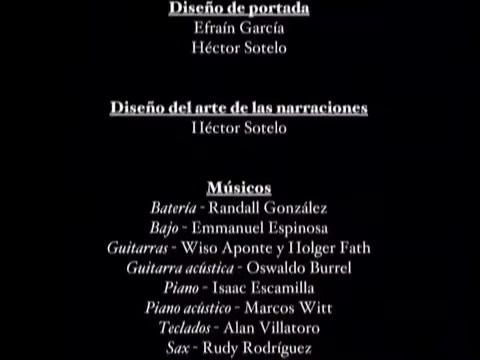 Diseño de portada
Efraín García
Héctor Sotelo
Diseño del arte de las narraciones
Héctor Sotelo
Músicos
Batería - Randall González
Bajo - Emmanuel Espinosa
Guitarras - Wiso Aponte y Holger Fath
Guitarra acústica - Oswaldo Burrel
Piano - Isaac Escamilla
Piano acústico - Marcos Witt
Teclados - Alan Villatoro
Sax - Rudy Rodríguez